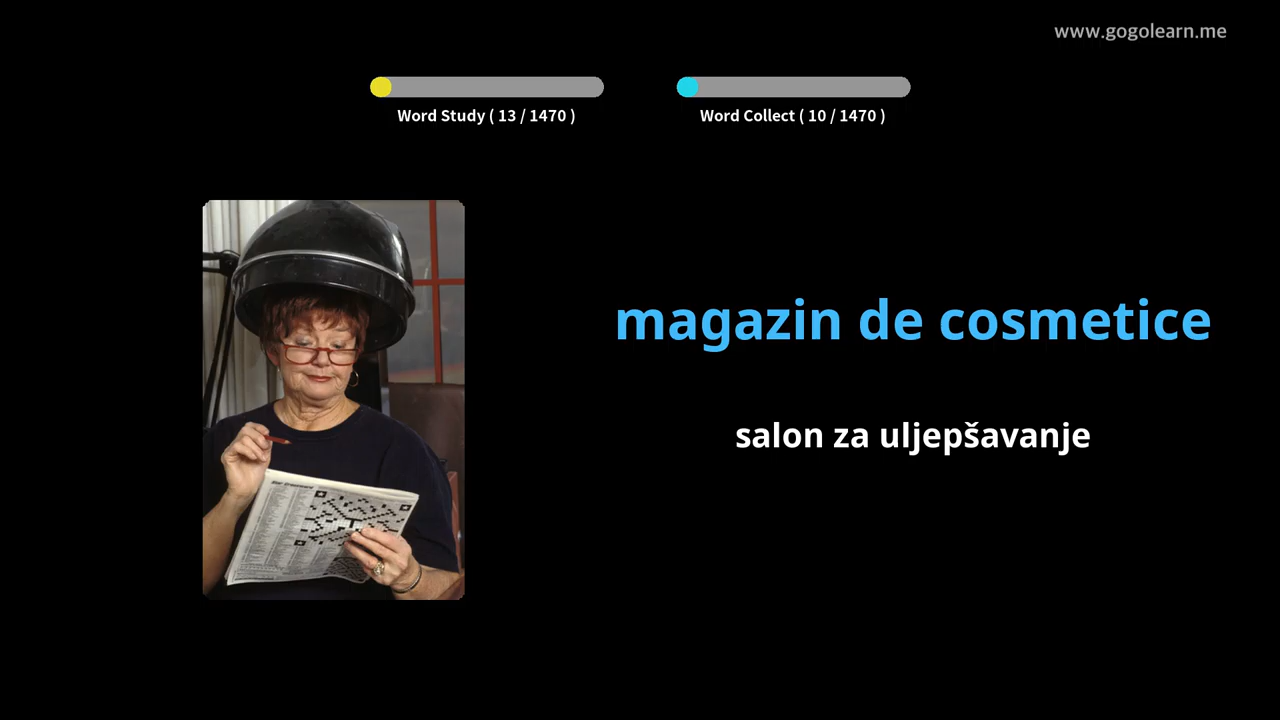 www.gogolearn.me
Word Study ( 13 / 1470 )
Word Collect ( 10 / 1470 )
magazin de cosmetice
salon za uljepšavanje